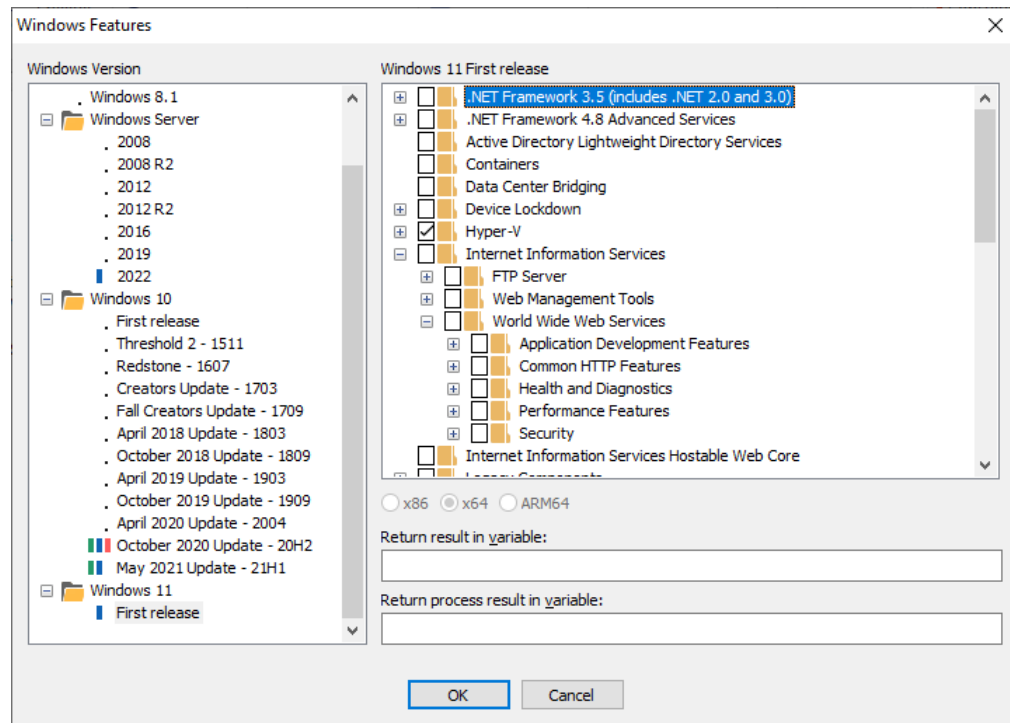 Windows Features
Windows Version
Windows 8.1
Windows Server
2008
2008 R2
2012
2012 R2
2016
2019
2022
Windows 10
First release
Threshold 2 - 1511
Redstone - 1607
Creators Update - 1703
Fall Creators Update - 1709
April 2018 Update - 1803
October 2018 Update - 1809
April 2019 Update - 1903
October 2019 Update - 1909
April 2020 Update - 2004
October 2020 Update - 20H2
May 2021 Update - 21H1
Windows 11
First release
Windows 11 First release
.NET Framework 3.5 (includes .NET 2.0 and 3.0)
.NET Framework 4.8 Advanced Services
Active Directory Lightweight Directory Services
Containers
Data Center Bridging
Device Lockdown
Hyper-V
Internet Information Services
FTP Server
Web Management Tools
World Wide Web Services
Application Development Features
Common HTTP Features
Health and Diagnostics
Performance Features
Security
Internet Information Services Hostable Web Core
Legacy Components
x86 x64 ARM64
Return result in variable:
Return process result in variable:
OK Cancel